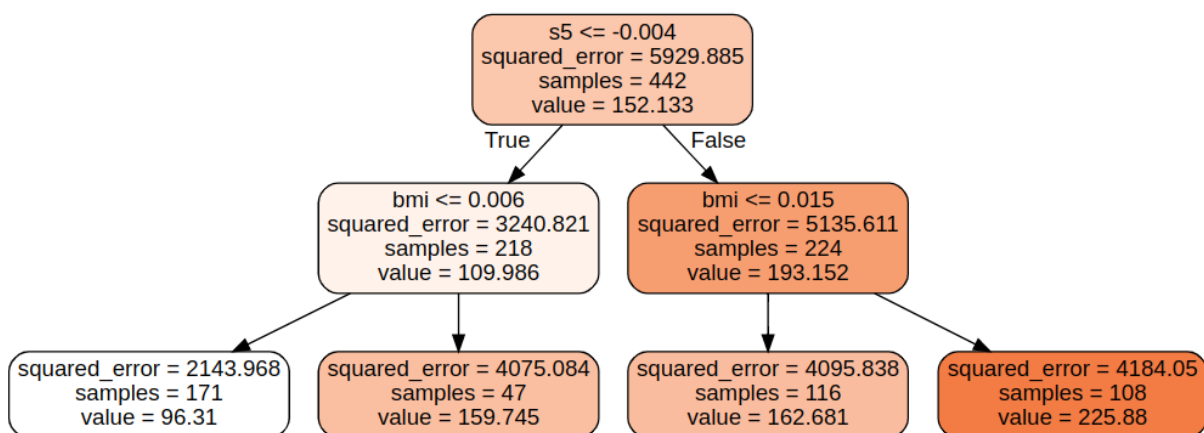 s5 <= -0.004
squared_error = 5929.885
samples = 442
value = 152.133
True
False
bmi <= 0.006
squared_error = 3240.821
samples = 218
value = 109.986
bmi <= 0.015
squared_error = 5135.611
samples = 224
value = 193.152
squared_error = 2143.968
samples = 171
value = 96.31
squared_error = 4075.084
samples = 47
value = 159.745
squared_error = 4095.838
samples = 116
value = 162.681
squared_error = 4184.05
samples = 108
value = 225.88